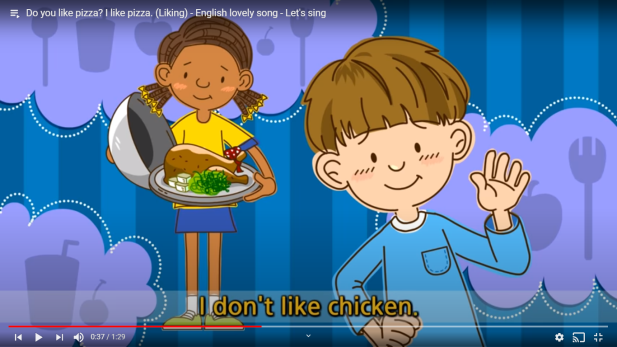 Do you like pizza? I like pizza. (Liking) - English lovely song - Let's sing
I don't like chicken.
0:37 / 1:29